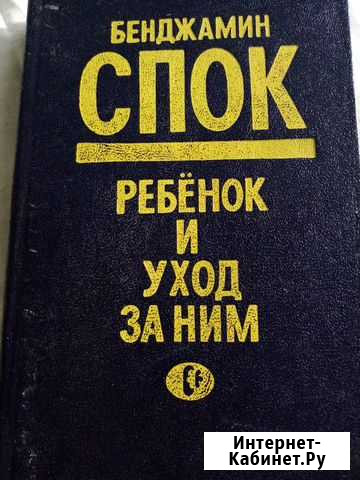 БЕНДЖАМИН
СПОК
РЕБЁНОК
И
УХОД
ЗА НИМ
Интернет-
Кабинет.Ру